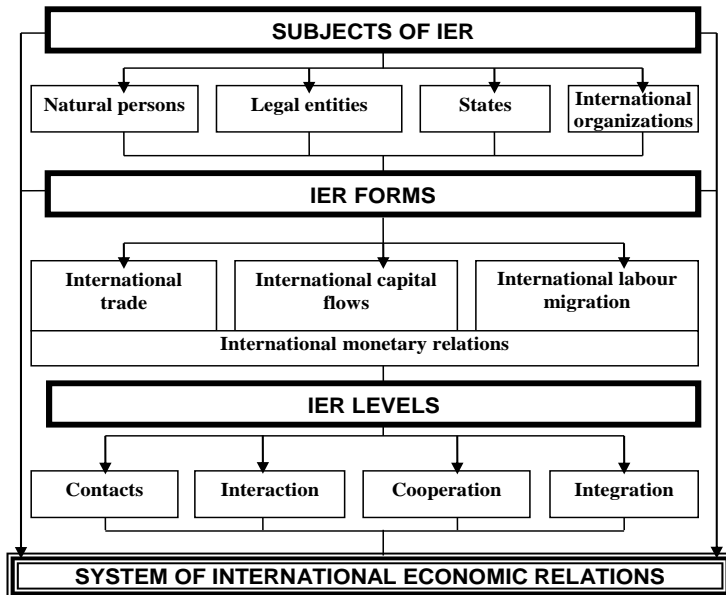 SUBJECTS OF IER
Natural persons
Legal entities
States
International
organizations
IER FORMS
International
trade
International capital
flows
International labour
migration
International monetary relations
IER LEVELS
Contacts
Interaction
Cooperation
Integration
SYSTEM OF INTERNATIONAL ECONOMIC RELATIONS